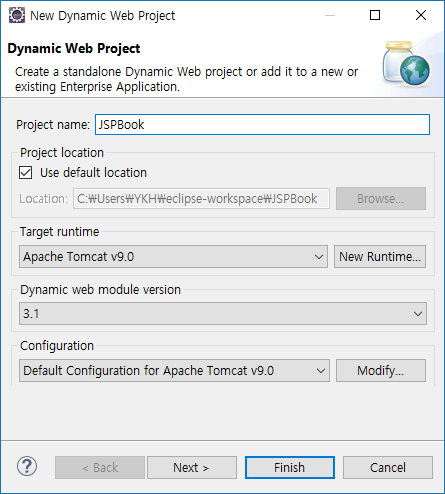 New Dynamic Web Project
Dynamic Web Project
Create a standalone Dynamic Web project or add it to a new or
existing Enterprise Application.
Project name: JSPBook
Project location
Use default location
Location: C:₩Users₩YKH₩eclipse-workspace₩JSPBook Browse...
Target runtime
Apache Tomcat v9.0 New Runtime...
Dynamic web module version
3.1
Configuration
Default Configuration for Apache Tomcat v9.0 Modify...
? < Back Next > Finish Cancel